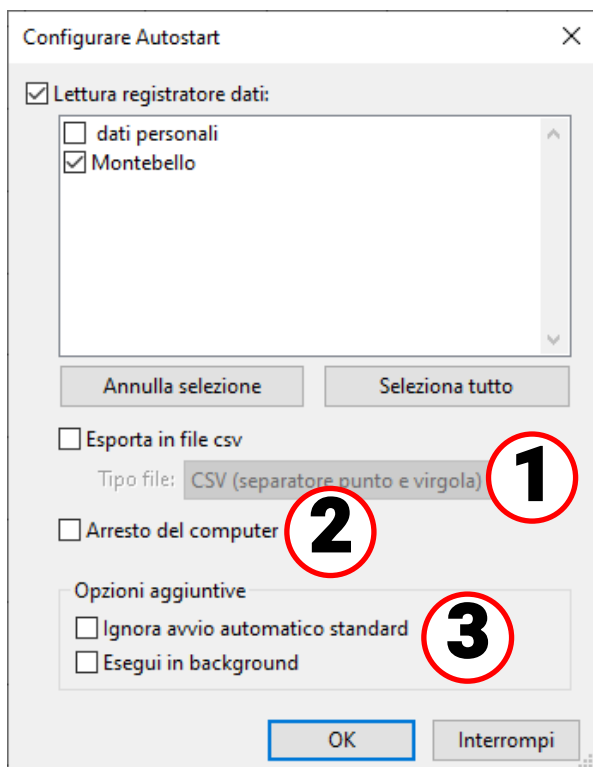 Configurare Autostart
Lettura registratore dati:
dati personali
Montebello
Annulla selezione Seleziona tutto
Esporta in file csv
Tipo file: CSV (separatore punto e virgola) 1
Arresto del computer 2
Opzioni aggiuntive
Ignora avvio automatico standard 3
Esegui in background
OK Interrompi